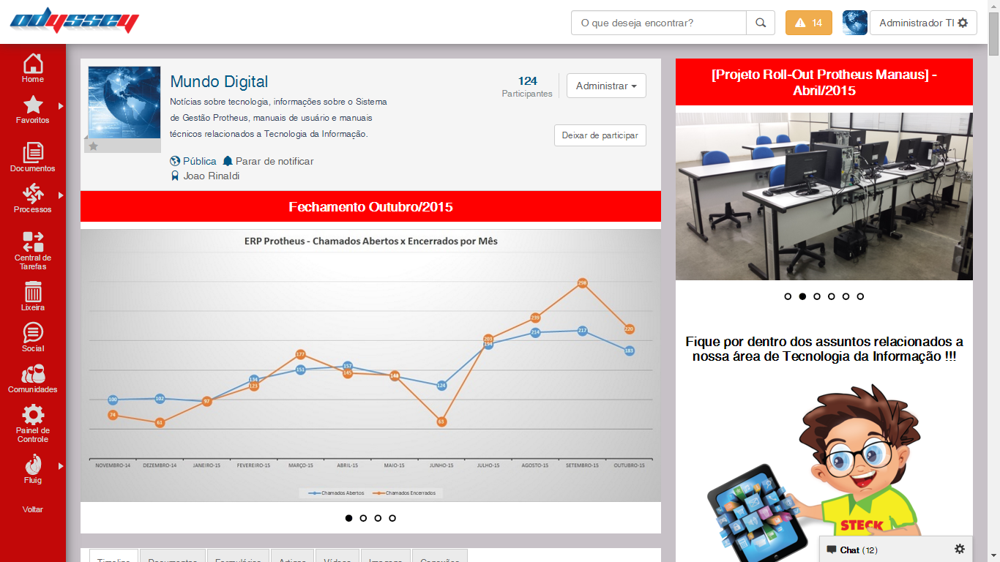 odyssey
O que deseja encontrar?
14
Administrador TI
Home
Favoritos
Documentos
Processos
Central de
Tarefas
Lixeira
Social
Comunidades
Painel de
Controle
Fluig
Voltar
Mundo Digital
Notícias sobre tecnologia, informações sobre o Sistema
de Gestão Protheus, manuais de usuário e manuais
técnicos relacionados a Tecnologia da Informação.
Pública Parar de notificar
Joao Rinaldi
124
Participantes
Administrar
Deixar de participar
Fechamento Outubro/2015
ERP Protheus - Chamados Abertos x Encerrados por Mês
100 102 97 134 151 157 148 124 194 214 217 183
74 61 97 123 177 145 63 203 239 298 220
NOVEMBRO-14 DEZEMBRO-14 JANEIRO-15 FEVEREIRO-15 MARÇO-15 ABRIL-15 MAIO-15 JUNHO-15 JULHO-15 AGOSTO-15 SETEMBRO-15 OUTUBRO-15
Chamados Abertos Chamados Encerrados
Timeline Documentos Formulários Artigos Vídeos Imagens Conexões
[Projeto Roll-Out Protheus Manaus] -
Abril/2015
Fique por dentro dos assuntos relacionados a
nossa área de Tecnologia da Informação !!!
STECK
Chat (12)